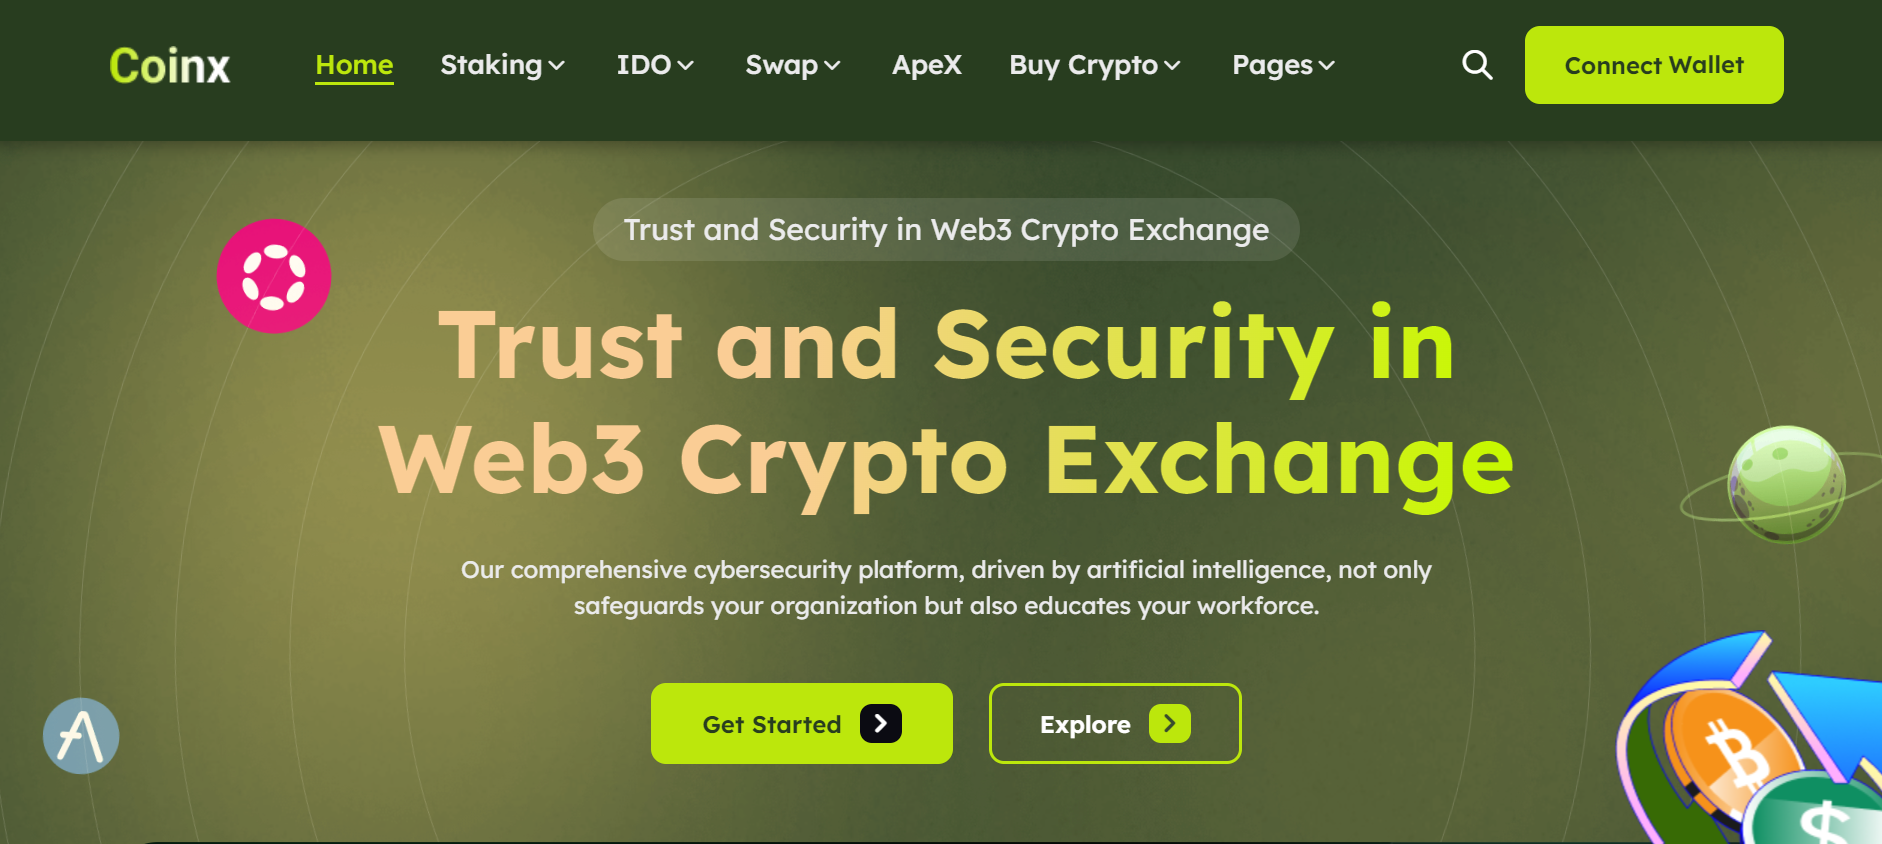 Coinx
Home
Staking
IDO
Swap
ApeX
Buy Crypto
Pages
Connect Wallet
Trust and Security in Web3 Crypto Exchange
Trust and Security in
Web3 Crypto Exchange
Our comprehensive cybersecurity platform, driven by artificial intelligence, not only
safeguards your organization but also educates your workforce.
Get Started
Explore